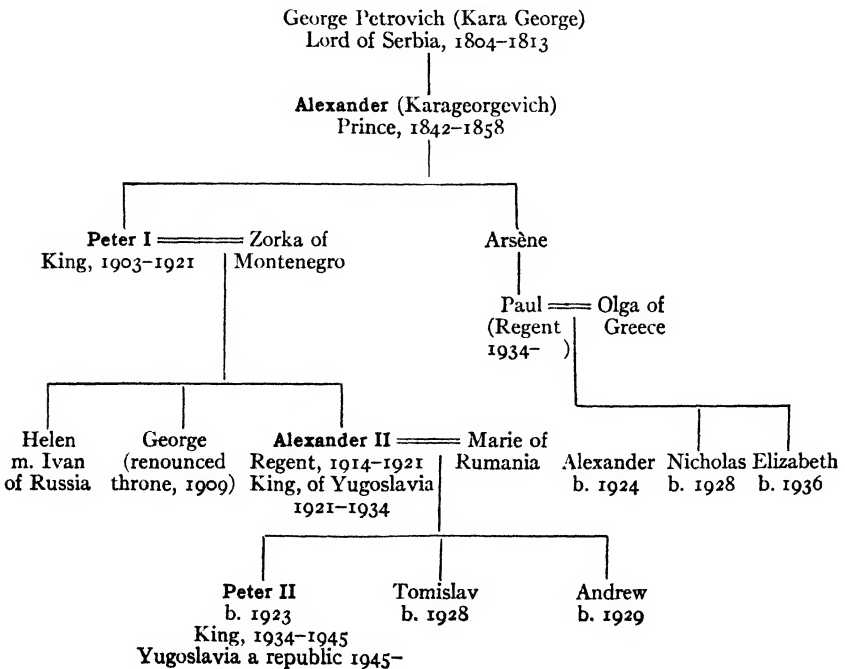 George Petrovich (Kara George)
Lord of Serbia, 1804–1813
Alexander (Karageorgevich)
Prince, 1842–1858
Peter I
King, 1903–1921
Zorka of
Montenegro
Arsène
Paul
(Regent
1934– )
Olga of
Greece
Helen
m. Ivan
of Russia
George
(renounced
throne, 1909)
Alexander II
Regent, 1914–1921
King, of Yugoslavia
1921–1934
Marie of
Rumania
Alexander
b. 1924
Nicholas
b. 1928
Elizabeth
b. 1936
Peter II
b. 1923
King, 1934–1945
Yugoslavia a republic 1945–
Tomislav
b. 1928
Andrew
b. 1929